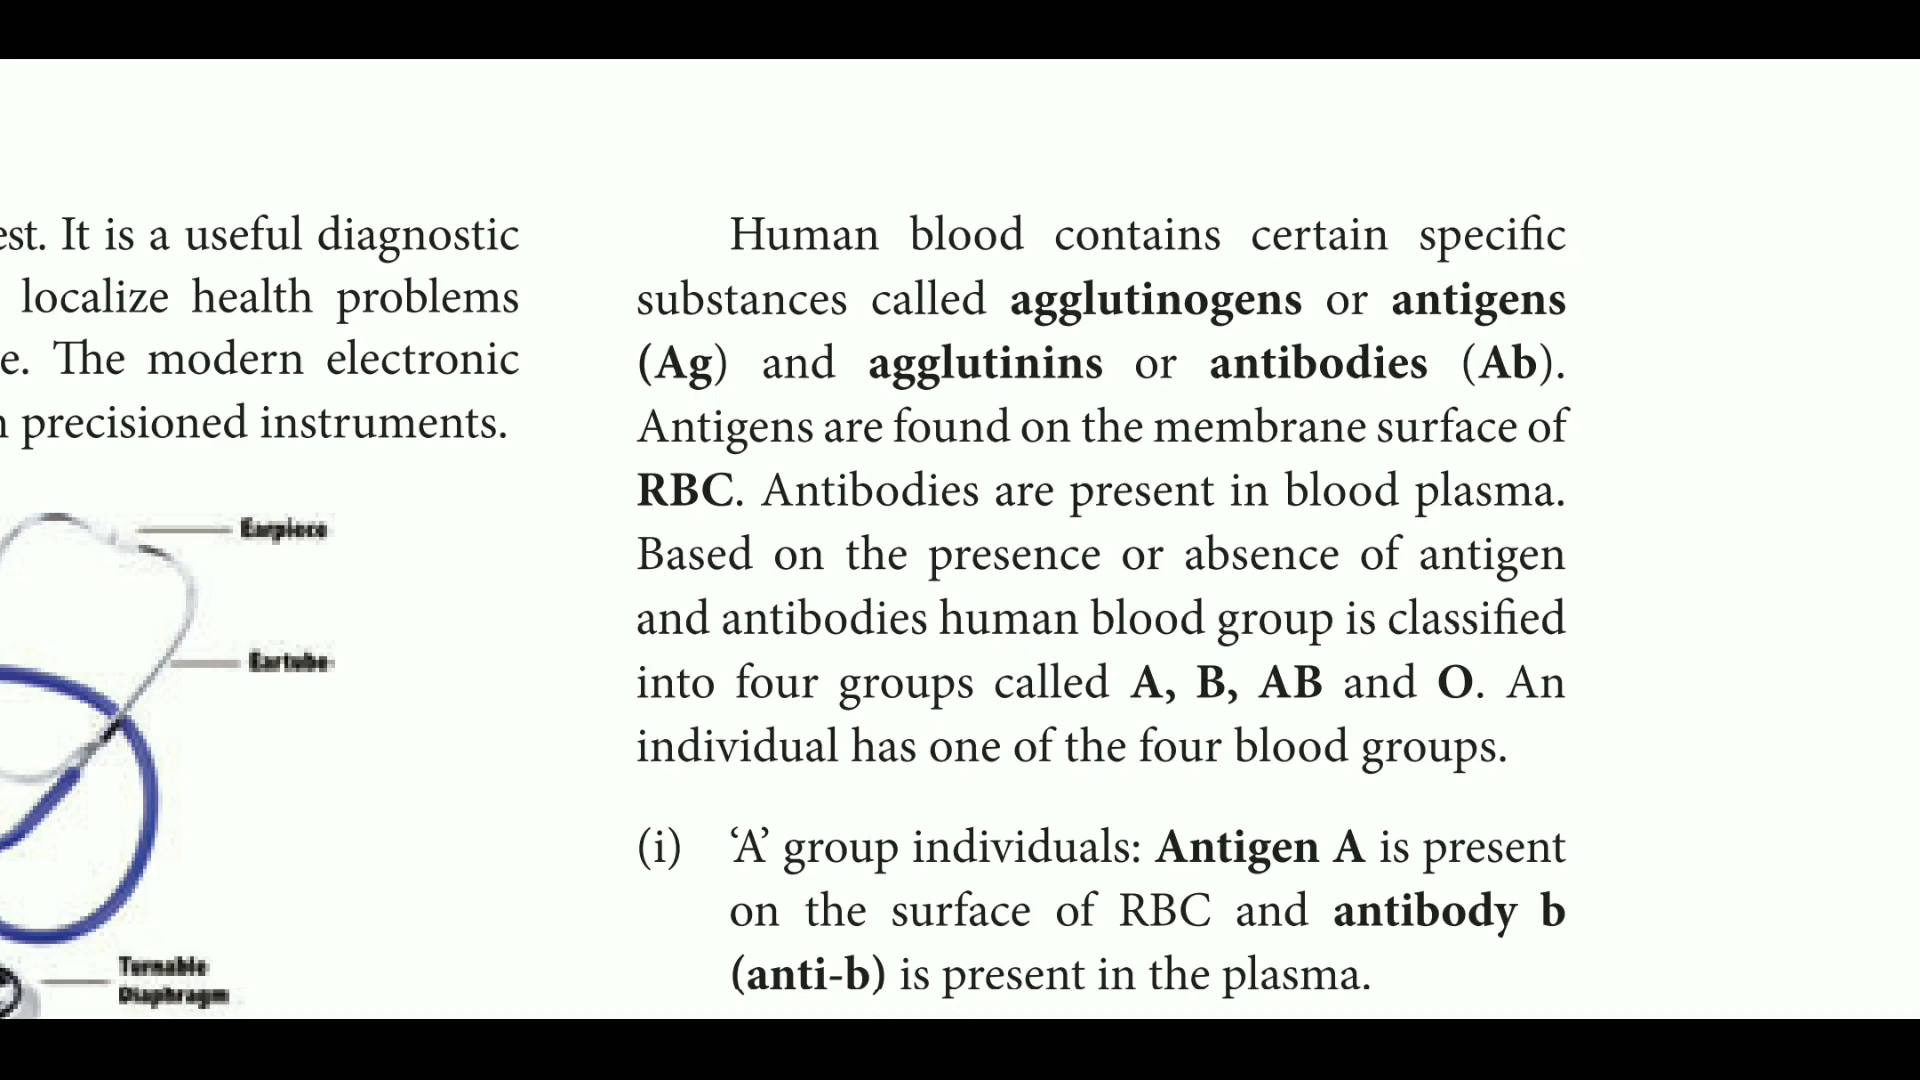 est. It is a useful diagnostic
localize health problems
e. The modern electronic
n precisioned instruments.
Earpiece
Eartube
Turnable
Diaphragm
Human blood contains certain specific
substances called agglutinogens or antigens
(Ag) and agglutinins or antibodies (Ab).
Antigens are found on the membrane surface of
RBC. Antibodies are present in blood plasma.
Based on the presence or absence of antigen
and antibodies human blood group is classified
into four groups called A, B, AB and O. An
individual has one of the four blood groups.
(i) ‘A’ group individuals: Antigen A is present
on the surface of RBC and antibody b
(anti-b) is present in the plasma.